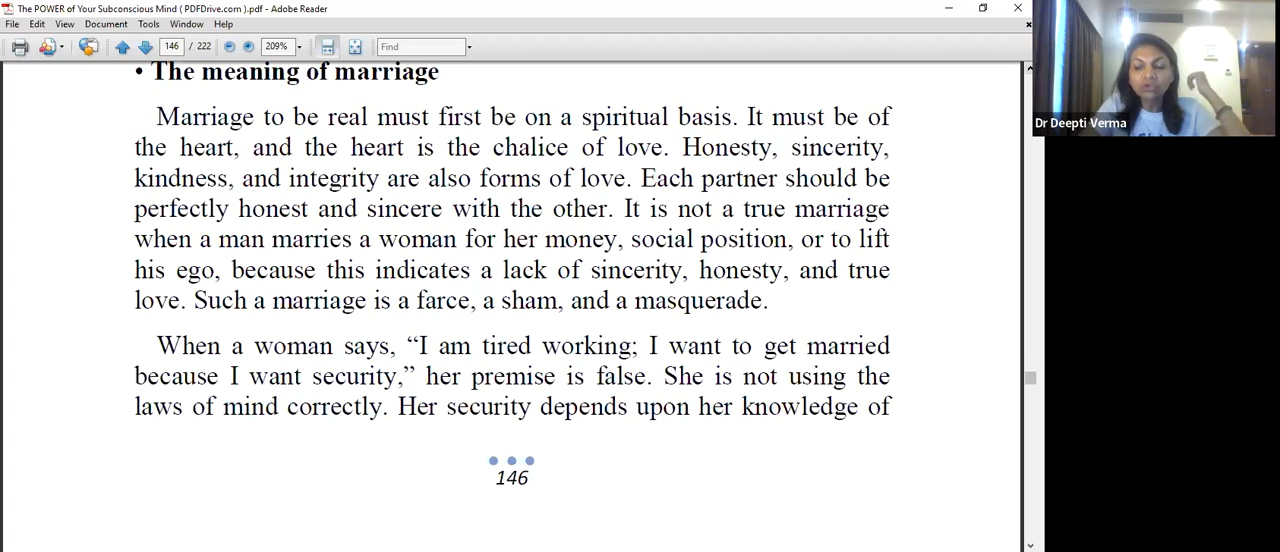 The POWER of Your Subconscious Mind ( PDFDrive.com ).pdf - Adobe Reader
File Edit View Document Tools Window Help
146 / 222 209% Find
• The meaning of marriage
Marriage to be real must first be on a spiritual basis. It must be of
the heart, and the heart is the chalice of love. Honesty, sincerity,
kindness, and integrity are also forms of love. Each partner should be
perfectly honest and sincere with the other. It is not a true marriage
when a man marries a woman for her money, social position, or to lift
his ego, because this indicates a lack of sincerity, honesty, and true
love. Such a marriage is a farce, a sham, and a masquerade.
When a woman says, “I am tired working; I want to get married
because I want security,” her premise is false. She is not using the
laws of mind correctly. Her security depends upon her knowledge of
146
Dr Deepti Verma